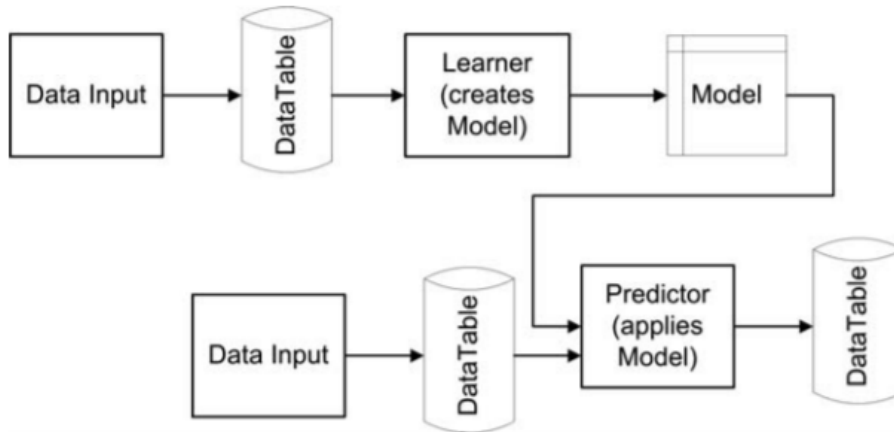 Data Input
DataTable
Learner
(creates
Model)
Model
Data Input
DataTable
Predictor
(applies
Model)
DataTable